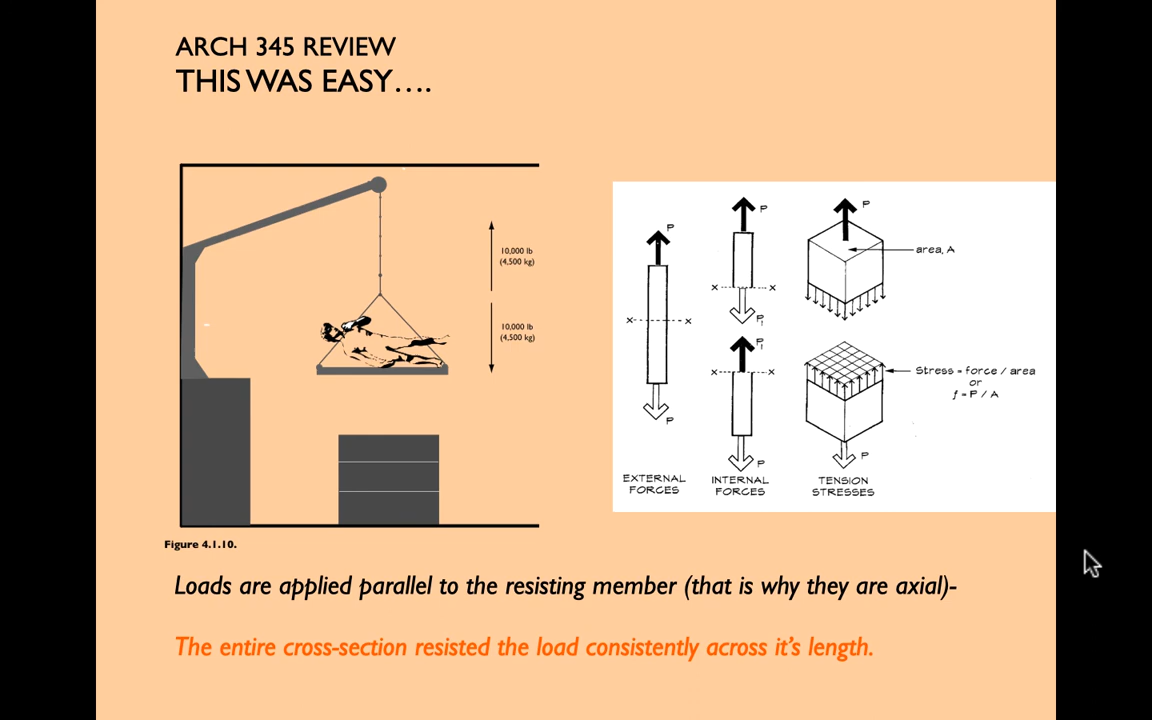 ARCH 345 REVIEW
THIS WAS EASY….
10,000 lb
(4,500 kg)
10,000 lb
(4,500 kg)
Figure 4.1.10.
P
x
x
P
EXTERNAL
FORCES
P
x
x
P₁
P₁
x
x
P
INTERNAL
FORCES
P
area, A
Stress = force / area
or
f = P / A
P
TENSION
STRESSES
Loads are applied parallel to the resisting member (that is why they are axial)-
The entire cross-section resisted the load consistently across it’s length.